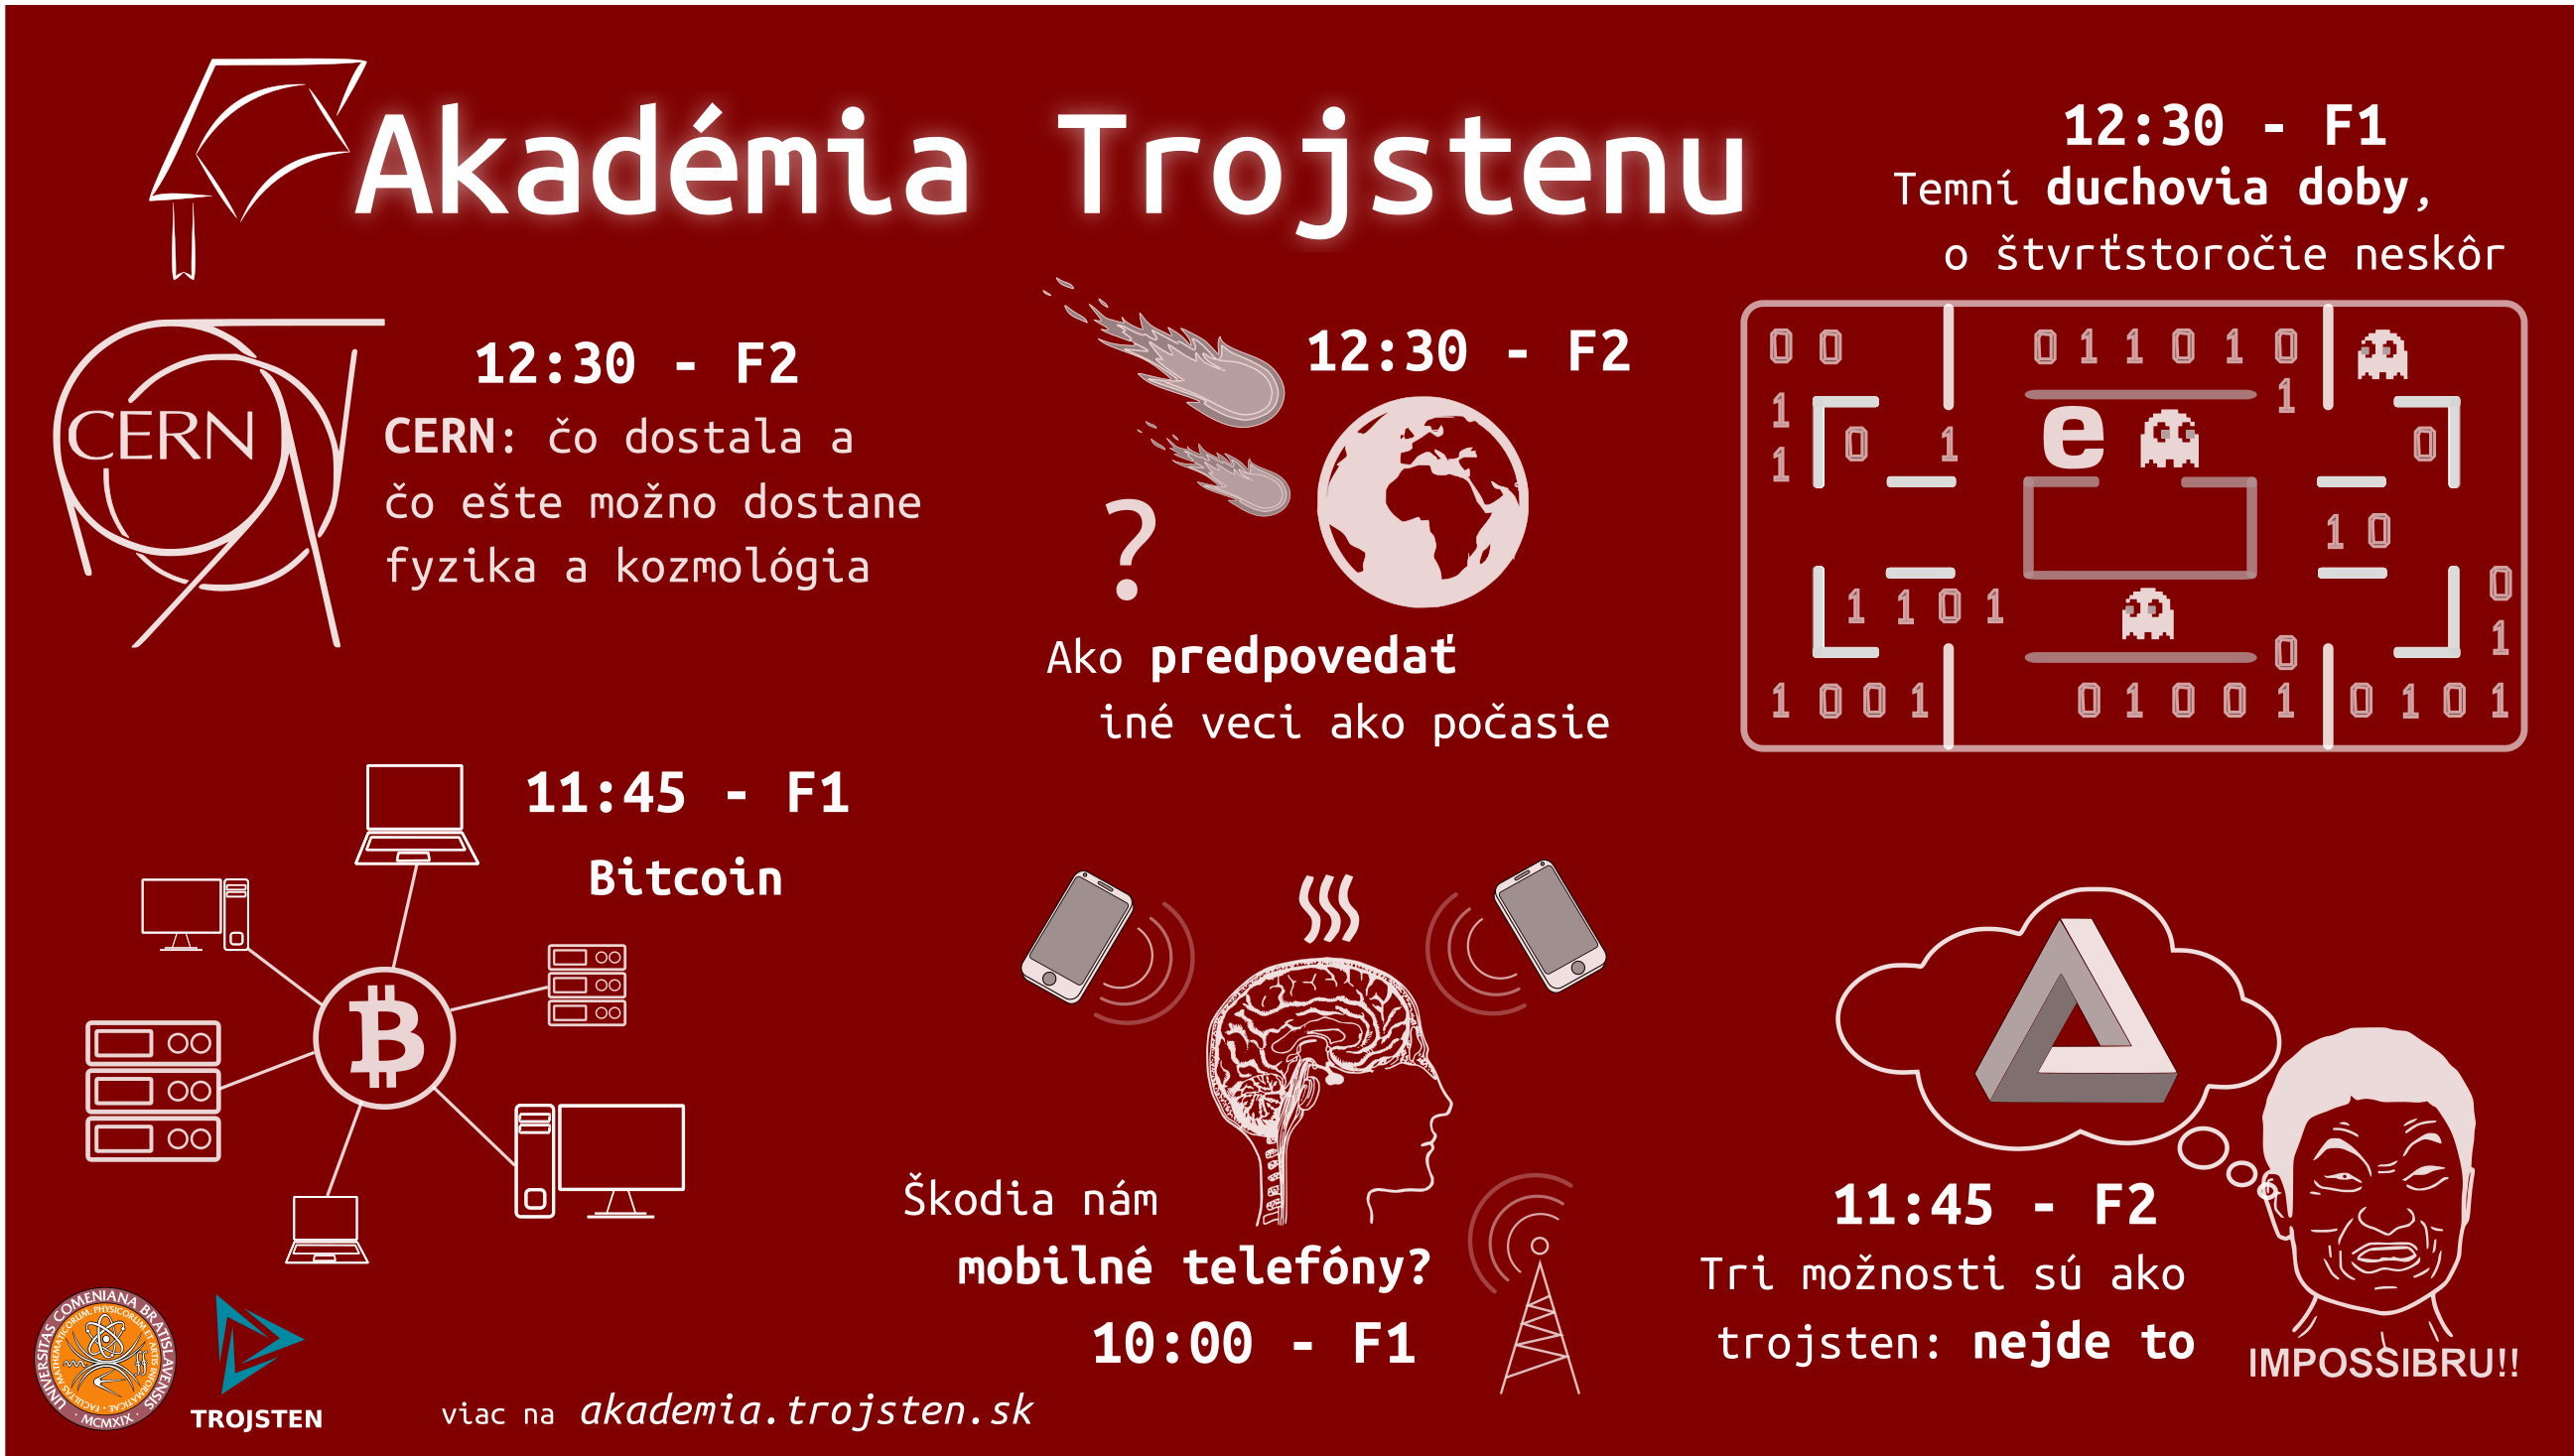 Akadémia Trojstenu
12:30 - F1
Temní duchovia doby,
o štvrťstoročie neskôr
CERN
12:30 - F2
CERN: čo dostala a
čo ešte možno dostane
fyzika a kozmológia
?
12:30 - F2
Ako predpovedať
iné veci ako počasie
0 0
0 1 1 0 1 0
1
1
1
0
1
e
0
1 0
1 1 0 1
0
1
0
1 0 0 1
0 1 0 0 1
0 1 0 1
11:45 - F1
Bitcoin
B
Škodia nám
mobilné telefóny?
10:00 - F1
11:45 - F2
Tri možnosti sú ako
trojsten: nejde to
IMPOSSIBRU!!
UNIVERSITAS COMENIANA BRATISLAVENSIS
FACULTAS MATHEMATICORUM, PHYSICORUM ET ARTIS INFORMATICAE
MCMXIX
TROJSTEN
viac na akademia.trojsten.sk